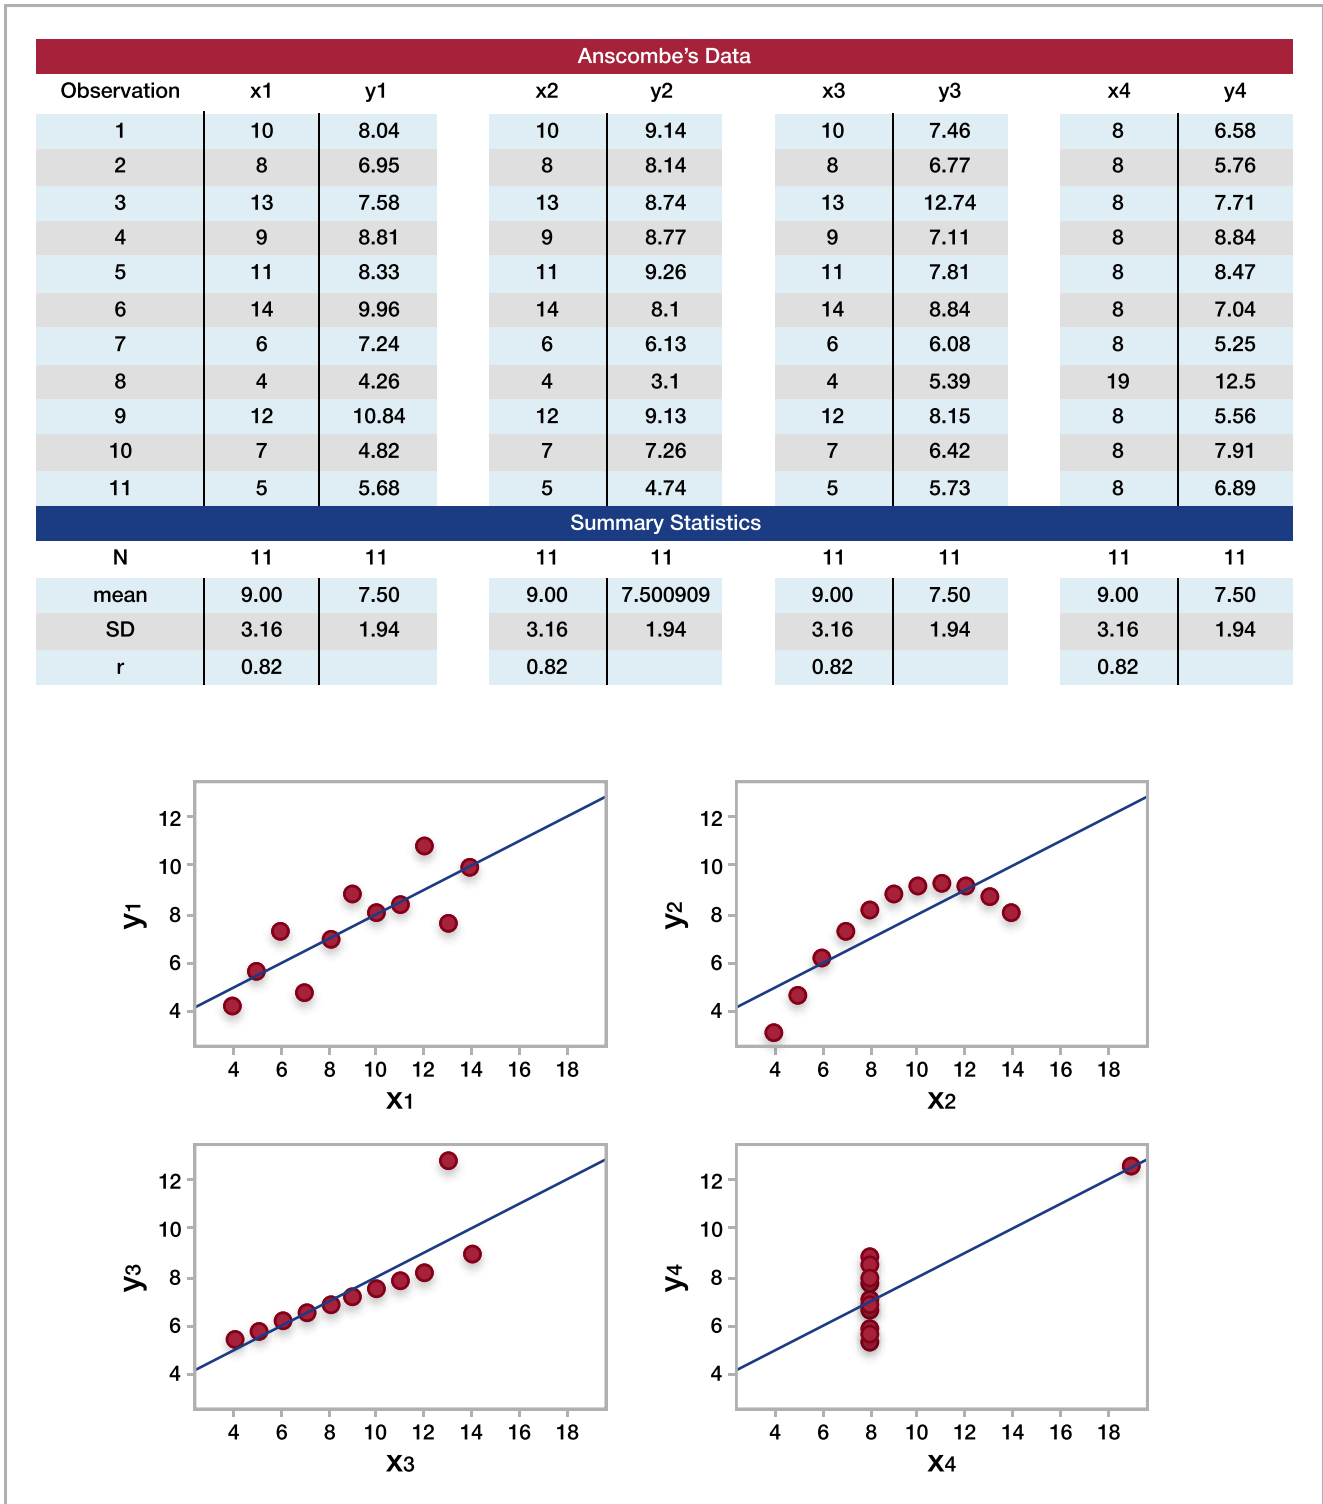 Anscombe's Data
Observation x1 y1 x2 y2 x3 y3 x4 y4
1 10 8.04 10 9.14 10 7.46 8 6.58
2 8 6.95 8 8.14 8 6.77 8 5.76
3 13 7.58 13 8.74 13 12.74 8 7.71
4 9 8.81 9 8.77 9 7.11 8 8.84
5 11 8.33 11 9.26 11 7.81 8 8.47
6 14 9.96 14 8.1 14 8.84 8 7.04
7 6 7.24 6 6.13 6 6.08 8 5.25
8 4 4.26 4 3.1 4 5.39 19 12.5
9 12 10.84 12 9.13 12 8.15 8 5.56
10 7 4.82 7 7.26 7 6.42 8 7.91
11 5 5.68 5 4.74 5 5.73 8 6.89
Summary Statistics
N 11 11 11 11 11 11 11 11
mean 9.00 7.50 9.00 7.500909 9.00 7.50 9.00 7.50
SD 3.16 1.94 3.16 1.94 3.16 1.94 3.16 1.94
r 0.82 0.82 0.82 0.82
12
10
8
6
4
y1
4 6 8 10 12 14 16 18
x1
12
10
8
6
4
y2
4 6 8 10 12 14 16 18
x2
12
10
8
6
4
y3
4 6 8 10 12 14 16 18
x3
12
10
8
6
4
y4
4 6 8 10 12 14 16 18
x4